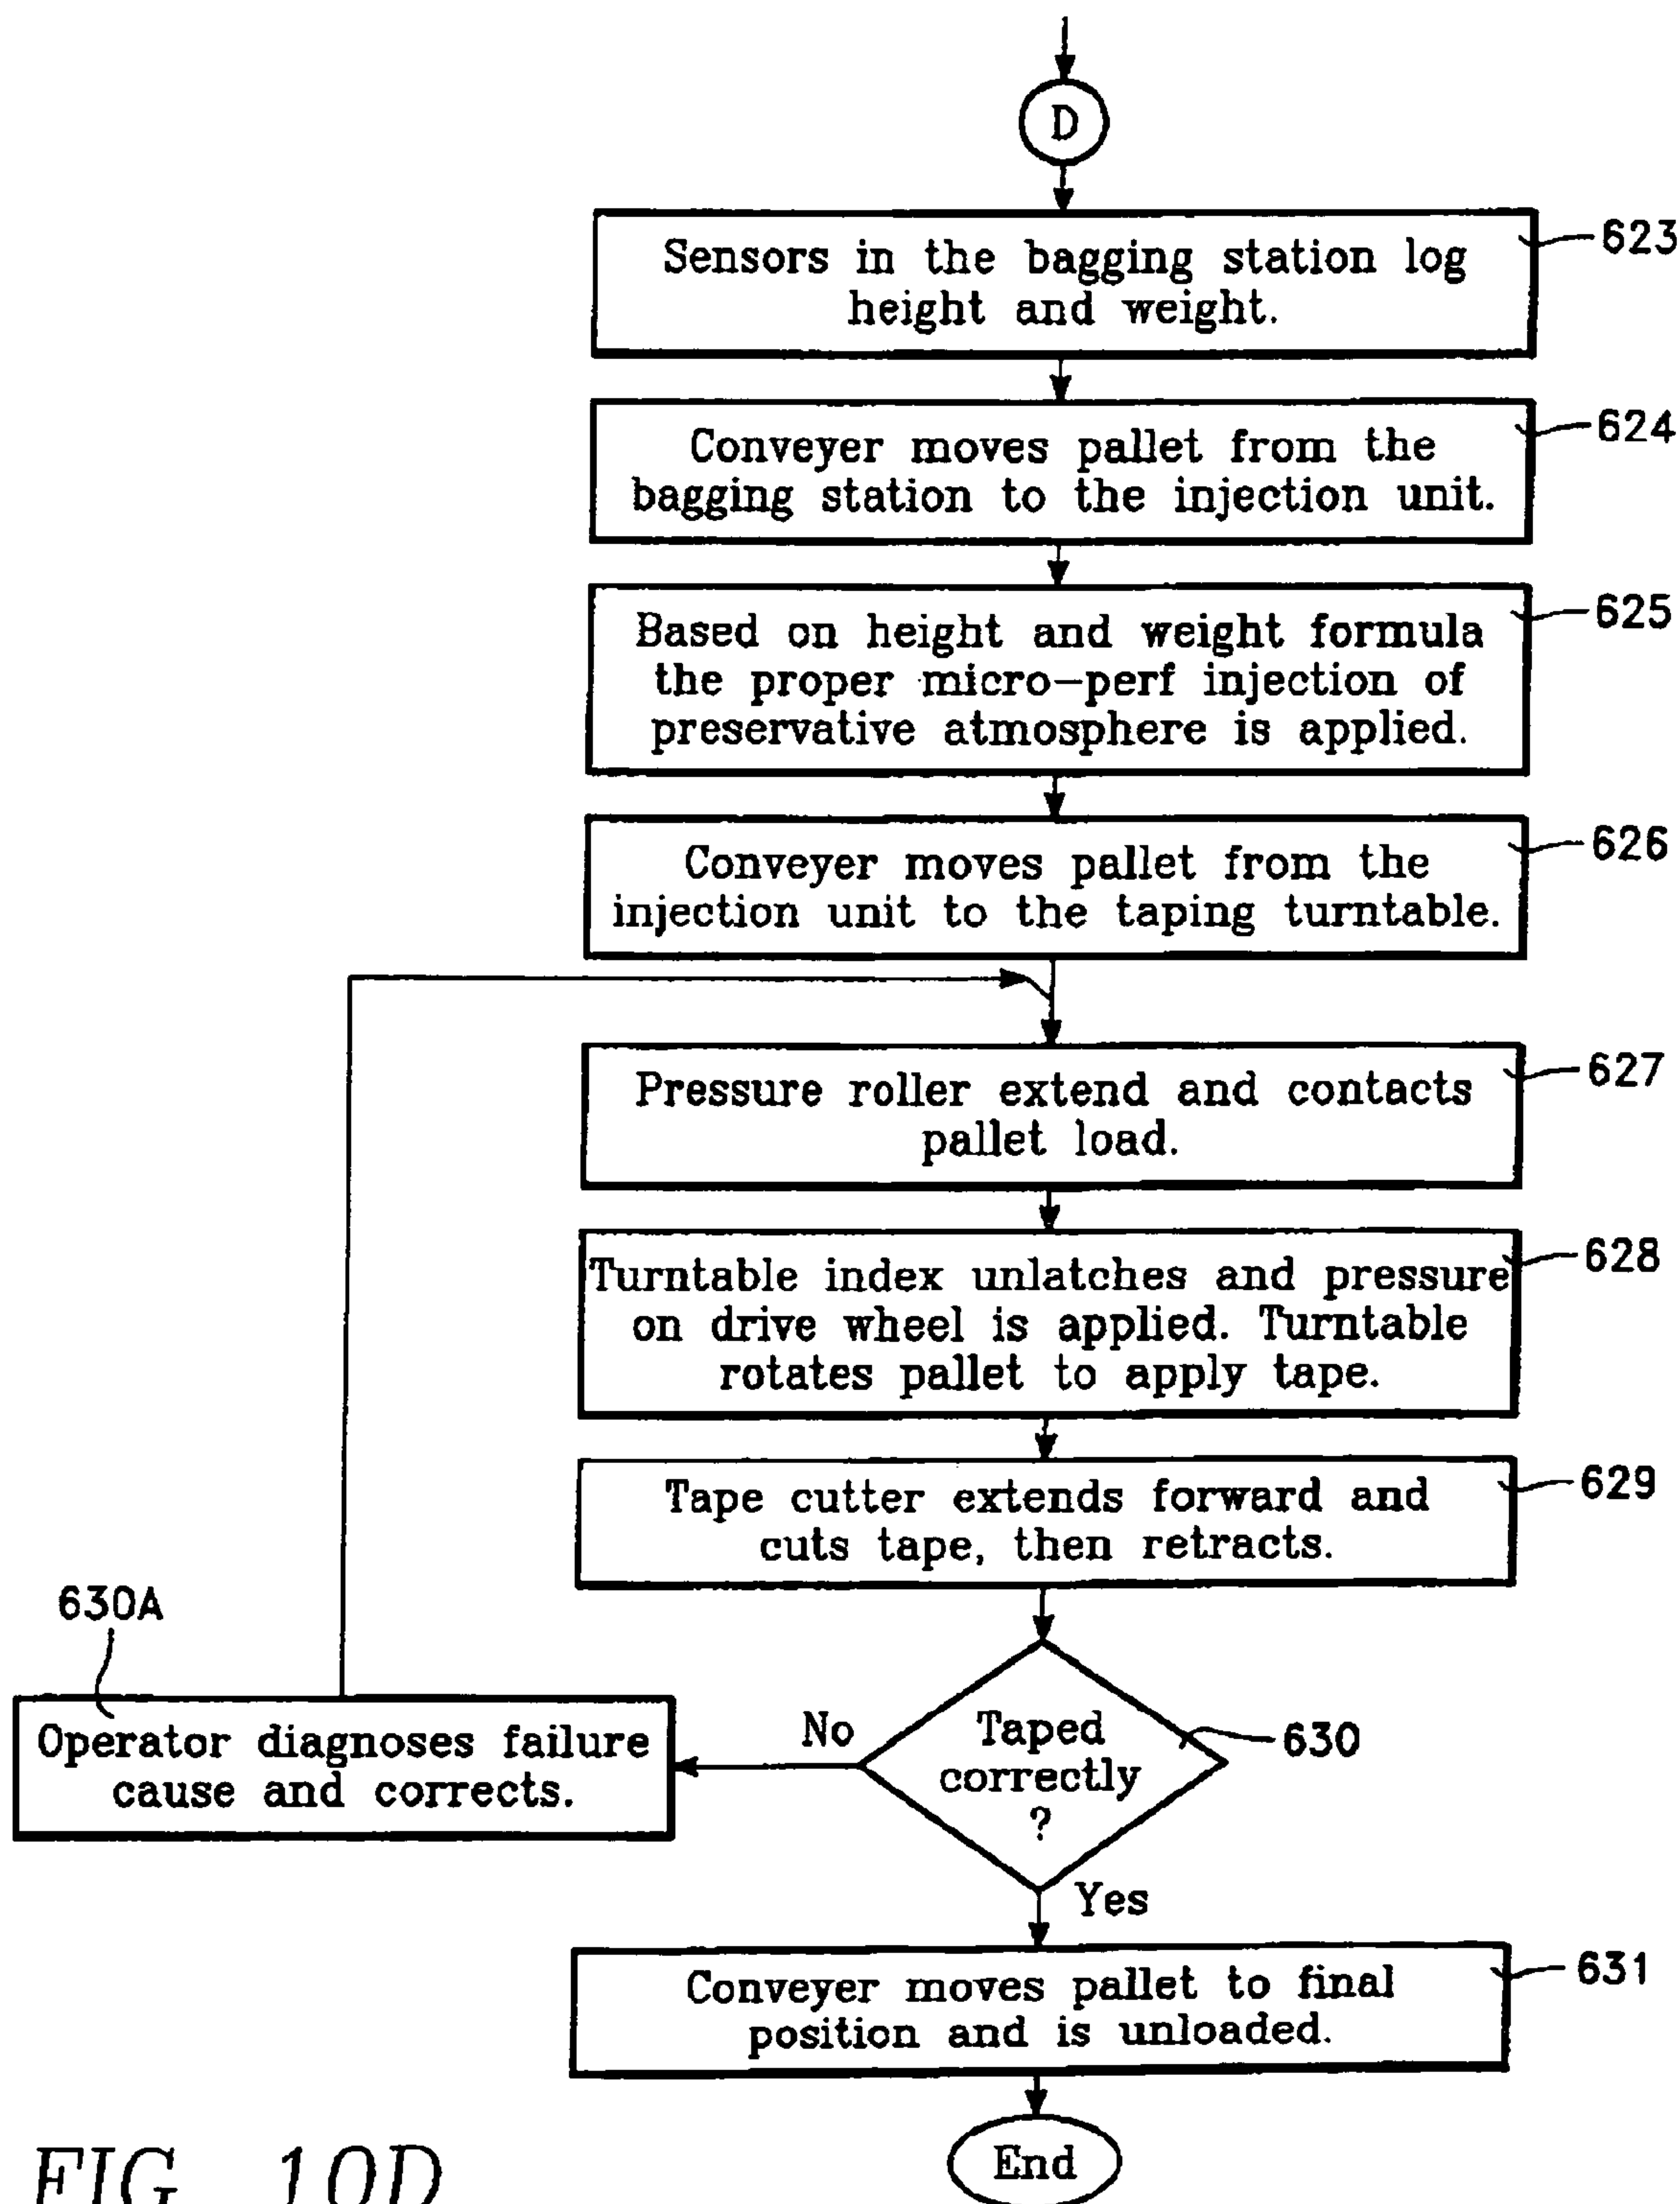 D
Sensors in the bagging station log
height and weight.
623
Conveyer moves pallet from the
bagging station to the injection unit.
624
Based on height and weight formula
the proper micro-perf injection of
preservative atmosphere is applied.
625
Conveyer moves pallet from the
injection unit to the taping turntable.
626
Pressure roller extend and contacts
pallet load.
627
Turntable index unlatches and pressure
on drive wheel is applied. Turntable
rotates pallet to apply tape.
628
Tape cutter extends forward and
cuts tape, then retracts.
629
Taped
correctly
?
630
No
630A
Operator diagnoses failure
cause and corrects.
Yes
Conveyer moves pallet to final
position and is unloaded.
631
End
FIG. 10D